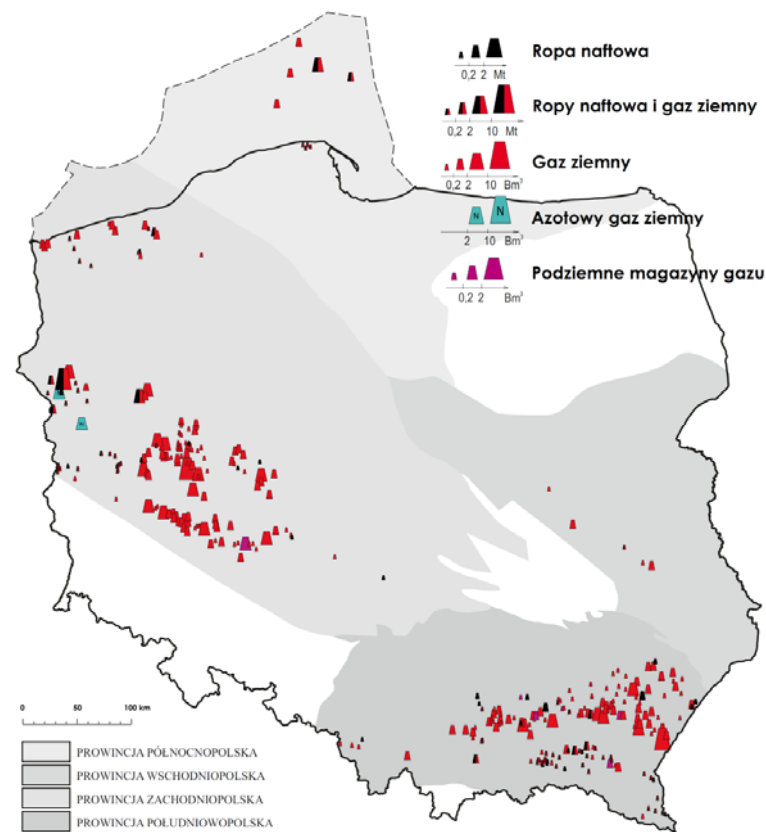 Ropa naftowa
0,2 2 Mt
Ropy naftowa i gaz ziemny
0,2 2 10 Mt
Gaz ziemny
0,2 2 10 Bm³
N N
Azotowy gaz ziemny
2 10 Bm³
Podziemne magazyny gazu
0,2 2 Bm³
N
0 50 100 km
PROWINCJA PÓŁNOCNOPOLSKA
PROWINCJA WSCHODNIOPOLSKA
PROWINCJA ZACHODNIOPOLSKA
PROWINCJA POŁUDNIOWOPOLSKA